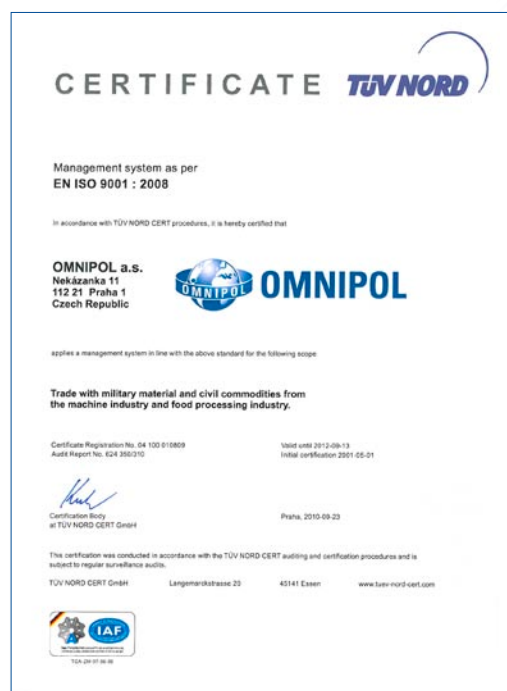 CERTIFICATE TÜV NORD
Management system as per
EN ISO 9001 : 2008
In accordance with TÜV NORD CERT procedures, it is hereby certified that
OMNIPOL a.s.
Nekázanka 11
112 21 Praha 1
Czech Republic
OMNIPOL
OMNIPOL
applies a management system in line with the above standard for the following scope
Trade with military material and civil commodities from
the machine industry and food processing industry.
Certificate Registration No. 04 100 010809
Audit Report No. 624 350/310
Valid until 2012-09-13
Initial certification 2001-05-01
Certification Body
at TÜV NORD CERT GmbH
Praha, 2010-09-23
This certification was conducted in accordance with the TÜV NORD CERT auditing and certification procedures and is
subject to regular surveillance audits.
TÜV NORD CERT GmbH Langemarckstrasse 20 45141 Essen www.tuev-nord-cert.com
IAF